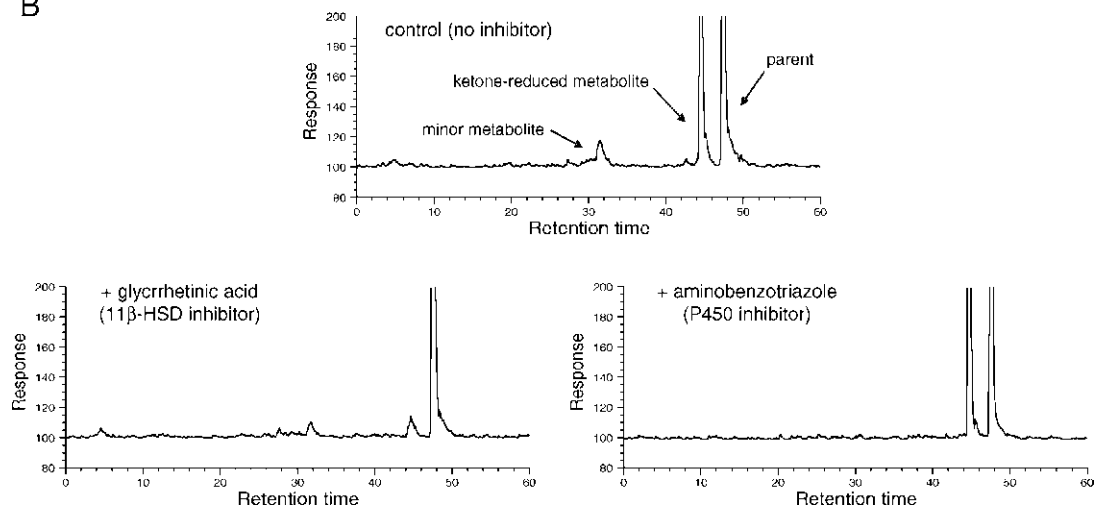 B
control (no inhibitor)
parent
ketone-reduced metabolite
minor metabolite
Response
200
180
160
140
120
100
80
0 10 20 30 40 50 60
Retention time
+ glycrrhetinic acid
(11β-HSD inhibitor)
Response
200
180
160
140
120
100
80
0 10 20 30 40 50 60
Retention time
+ aminobenzotriazole
(P450 inhibitor)
Response
200
180
160
140
120
100
80
0 10 20 30 40 50 60
Retention time